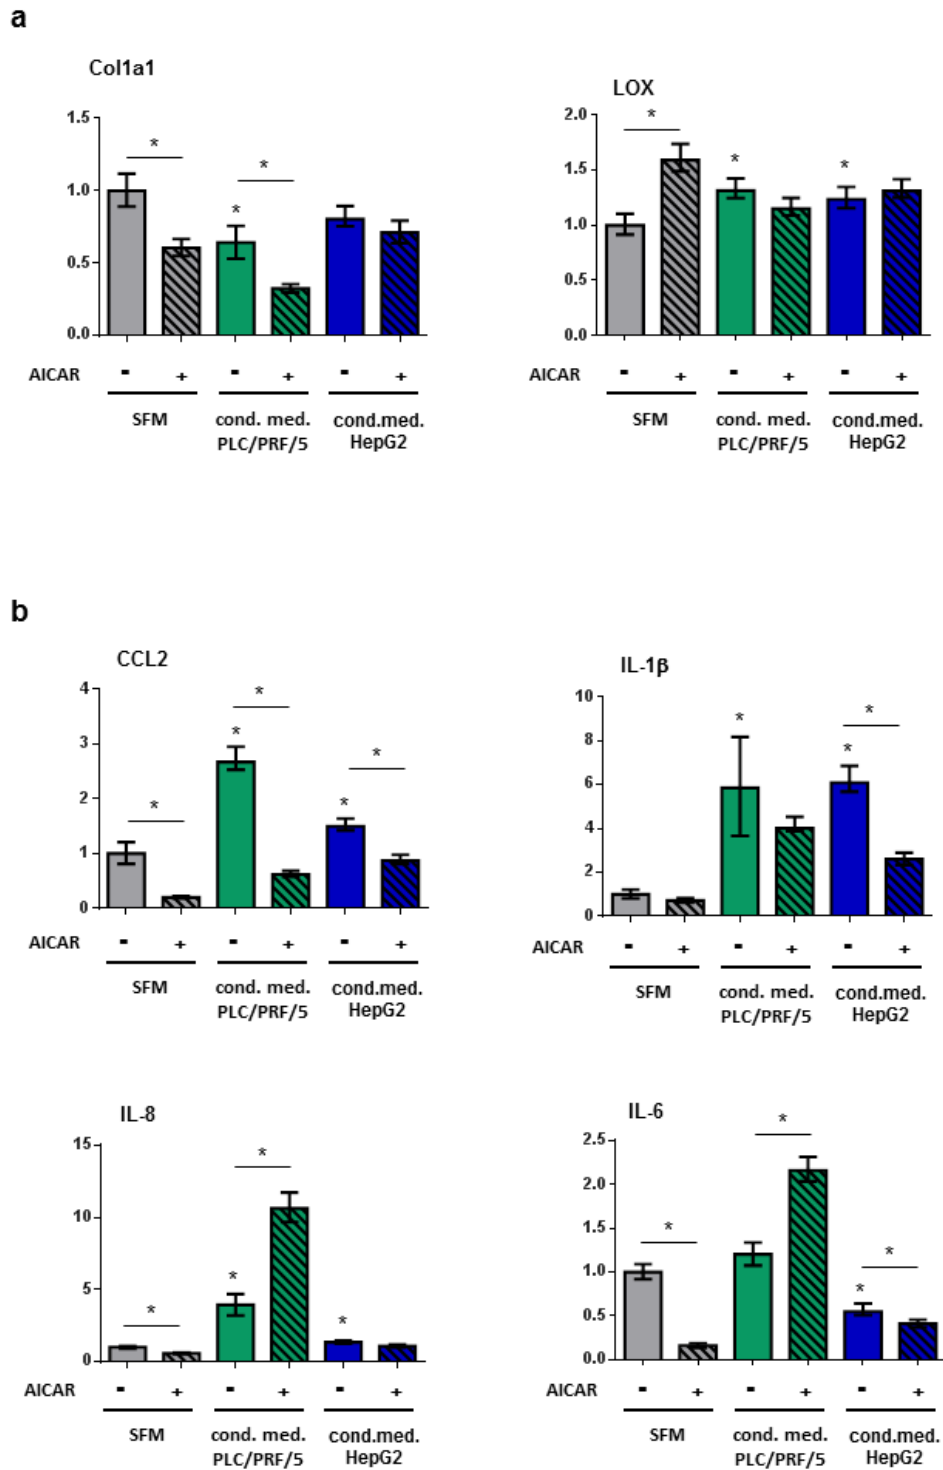 a
Col1a1
*
*
*
1.5
1.0
0.5
0.0
AICAR - + - + - +
SFM cond. med. cond.med.
PLC/PRF/5 HepG2
LOX
*
*
*
2.0
1.5
1.0
0.5
0.0
AICAR - + - + - +
SFM cond. med. cond.med.
PLC/PRF/5 HepG2
b
CCL2
*
*
*
*
*
4
3
2
1
0
AICAR - + - + - +
SFM cond. med. cond.med.
PLC/PRF/5 HepG2
IL-1β
*
*
*
10
8
6
4
2
0
AICAR - + - + - +
SFM cond. med. cond.med.
PLC/PRF/5 HepG2
IL-8
*
*
*
*
15
10
5
0
AICAR - + - + - +
SFM cond. med. cond.med.
PLC/PRF/5 HepG2
IL-6
*
*
*
*
2.5
2.0
1.5
1.0
0.5
0.0
AICAR - + - + - +
SFM cond. med. cond.med.
PLC/PRF/5 HepG2